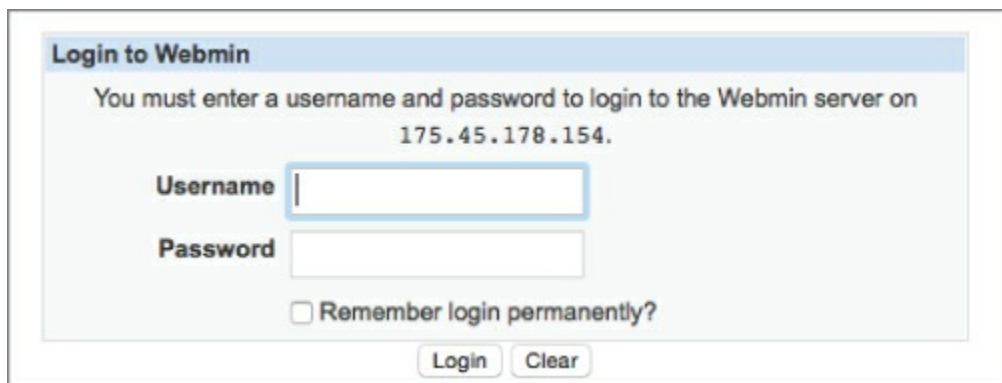 Login to Webmin
You must enter a username and password to login to the Webmin server on
175.45.178.154.
Username
Password
Remember login permanently?
Login Clear